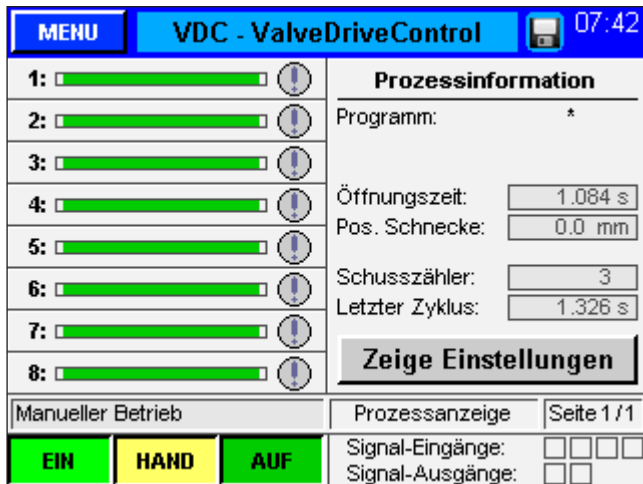 MENU VDC - ValveDriveControl 07:42
1:
2:
3:
4:
5:
6:
7:
8:
Prozessinformation
Programm: *
Öffnungszeit: 1.084 s
Pos. Schnecke: 0.0 mm
Schusszähler: 3
Letzter Zyklus: 1.326 s
Zeige Einstellungen
Manueller Betrieb Prozessanzeige Seite 1/1
EIN HAND AUF
Signal-Eingänge:
Signal-Ausgänge: